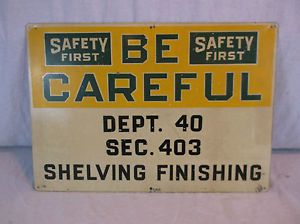 SAFETY FIRST BE SAFETY FIRST
CAREFUL
DEPT. 40
SEC. 403
SHELVING FINISHING